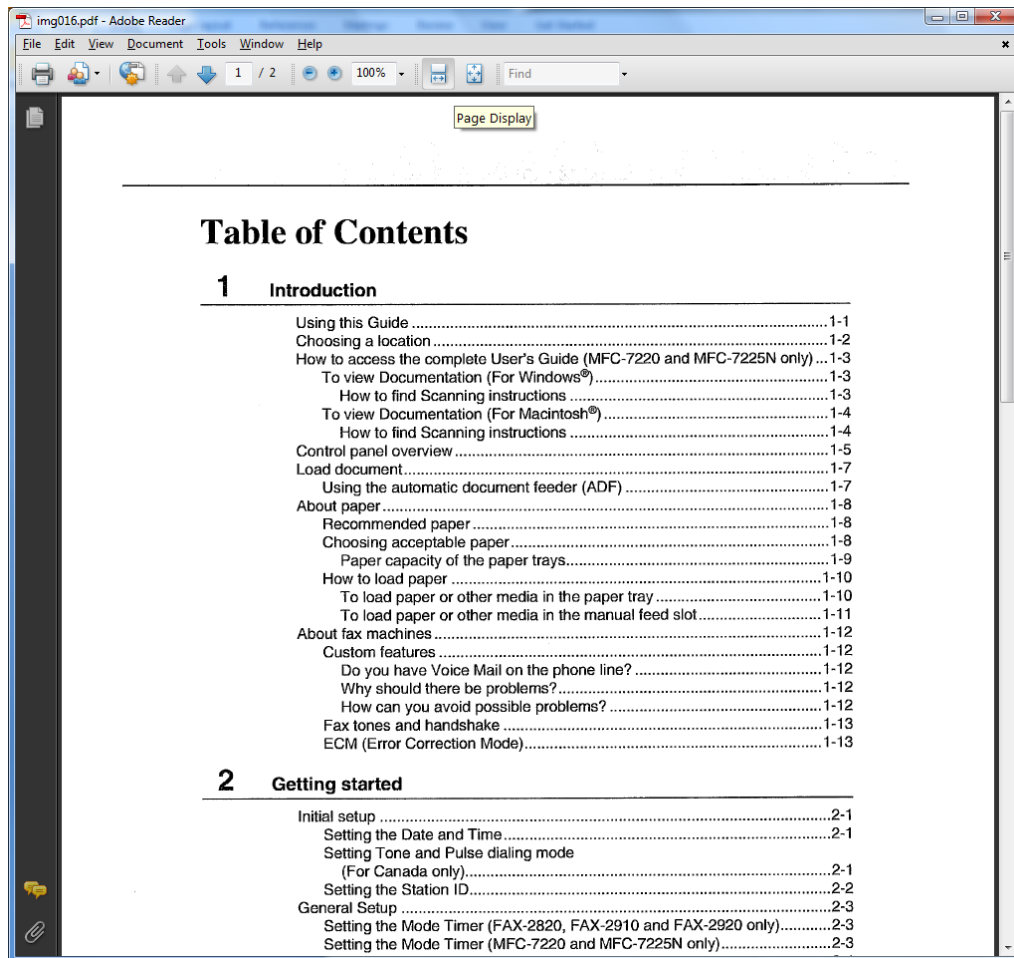 img016.pdf - Adobe Reader
File Edit View Document Tools Window Help
1 / 2 100% Find
Page Display
Table of Contents
1 Introduction
Using this Guide ........ 1-1
Choosing a location ........ 1-2
How to access the complete User's Guide (MFC-7220 and MFC-7225N only) ... 1-3
To view Documentation (For Windows®) ........ 1-3
How to find Scanning instructions ........ 1-3
To view Documentation (For Macintosh®) ........ 1-4
How to find Scanning instructions ........ 1-4
Control panel overview ........ 1-5
Load document ........ 1-7
Using the automatic document feeder (ADF) ........ 1-7
About paper ........ 1-8
Recommended paper ........ 1-8
Choosing acceptable paper ........ 1-8
Paper capacity of the paper trays ........ 1-9
How to load paper ........ 1-10
To load paper or other media in the paper tray ........ 1-10
To load paper or other media in the manual feed slot ........ 1-11
About fax machines ........ 1-12
Custom features ........ 1-12
Do you have Voice Mail on the phone line? ........ 1-12
Why should there be problems? ........ 1-12
How can you avoid possible problems? ........ 1-12
Fax tones and handshake ........ 1-13
ECM (Error Correction Mode) ........ 1-13
2 Getting started
Initial setup ........ 2-1
Setting the Date and Time ........ 2-1
Setting Tone and Pulse dialing mode
(For Canada only) ........ 2-1
Setting the Station ID ........ 2-2
General Setup ........ 2-3
Setting the Mode Timer (FAX-2820, FAX-2910 and FAX-2920 only) ........ 2-3
Setting the Mode Timer (MFC-7220 and MFC-7225N only) ........ 2-3